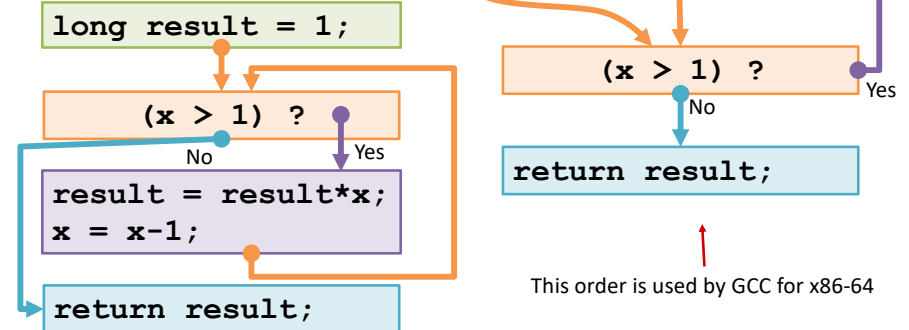 long result = 1;
(x > 1) ?
No
Yes
result = result*x;
x = x-1;
return result;
(x > 1) ?
Yes
No
return result;
This order is used by GCC for x86-64